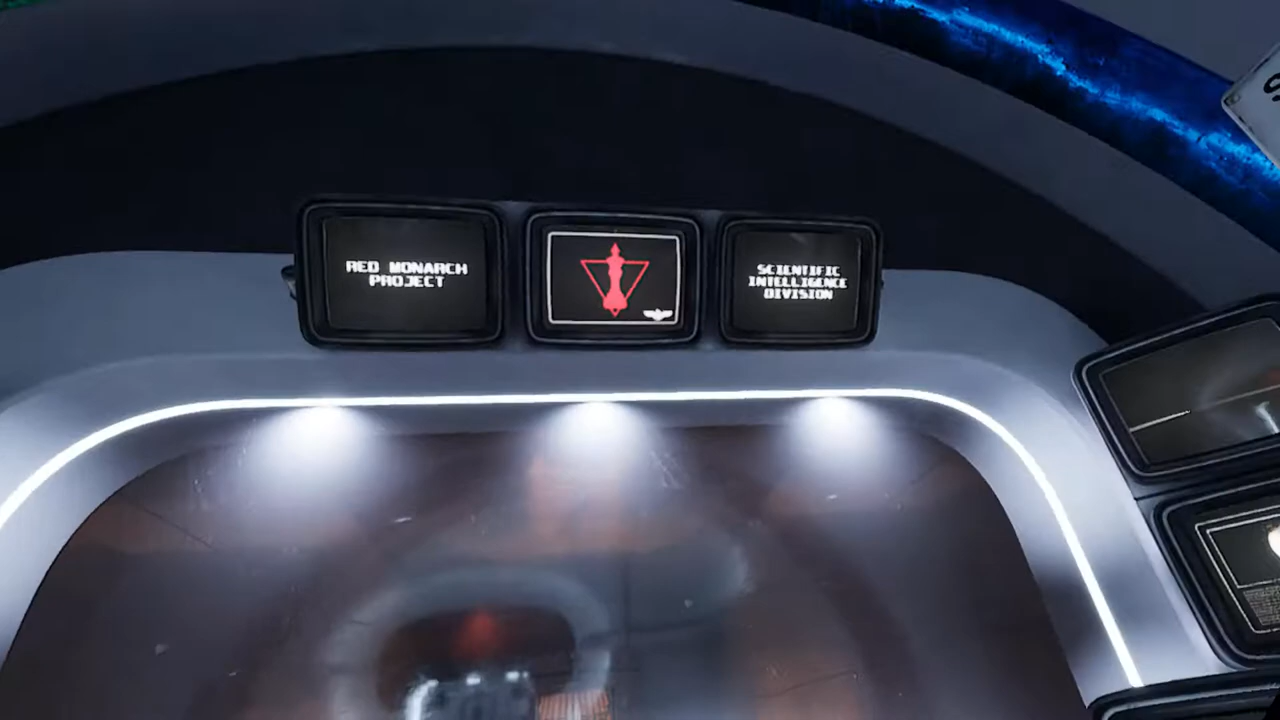 RED MONARCH
PROJECT
SCIENTIFIC
INTELLIGENCE
DIVISION